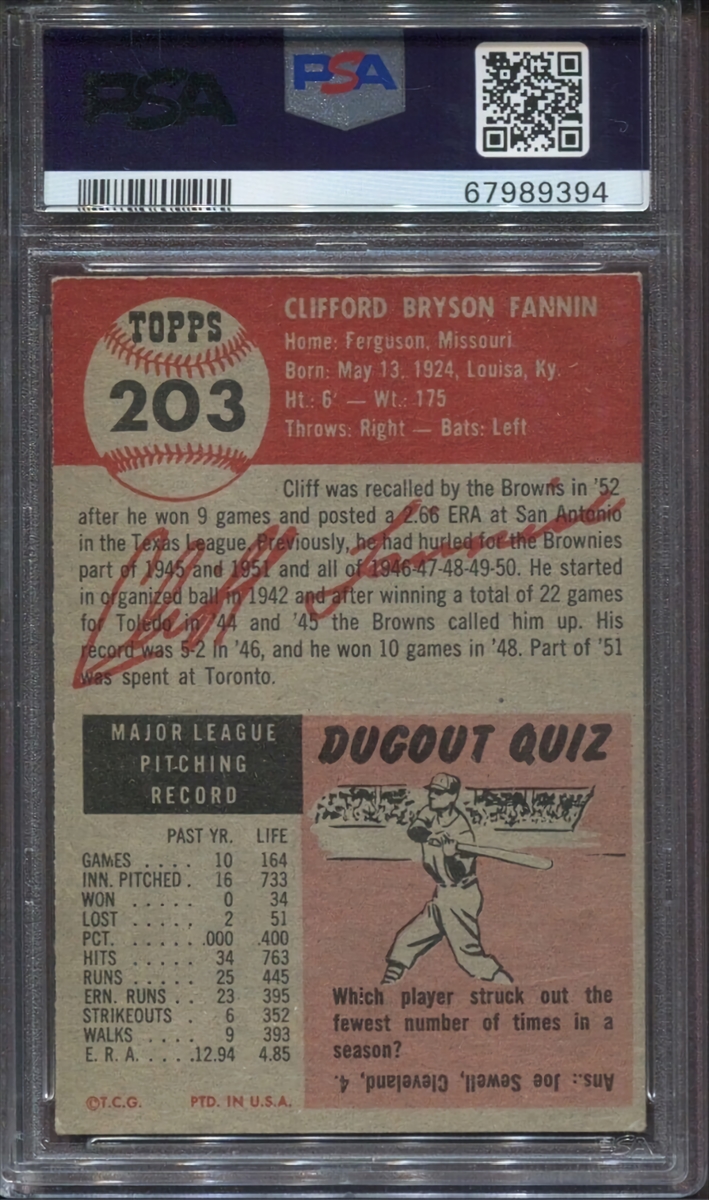 PSA
PSA
67989394
TOPPS
203
CLIFFORD BRYSON FANNIN
Home: Ferguson, Missouri
Born: May 13, 1924, Louisa, Ky.
Ht.: 6' — Wt.: 175
Throws: Right — Bats: Left
Cliff was recalled by the Browns in '52
after he won 9 games and posted a 2.66 ERA at San Antonio
in the Texas League. Previously, he had hurled for the Brownies
part of 1945 and 1951 and all of 1946-47-48-49-50. He started
in organized ball in 1942 and after winning a total of 22 games
for Toledo in '44 and '45 the Browns called him up. His
record was 5-2 in '46, and he won 10 games in '48. Part of '51
was spent at Toronto.
Cliff Fannin
MAJOR LEAGUE
PITCHING
RECORD
PAST YR. LIFE
GAMES . . . . 10 164
INN. PITCHED . 16 733
WON . . . . . 0 34
LOST . . . . . 2 51
PCT. . . . . . .000 .400
HITS . . . . . 34 763
RUNS . . . . . 25 445
ERN. RUNS . . 23 395
STRIKEOUTS . 6 352
WALKS . . . . 9 393
E. R. A. . . . .12.94 4.85
©T.C.G. PTD. IN U.S.A.
DUGOUT QUIZ
Which player struck out the
fewest number of times in a
season?
Ans.: Joe Sewell, Cleveland, 4.
PSA